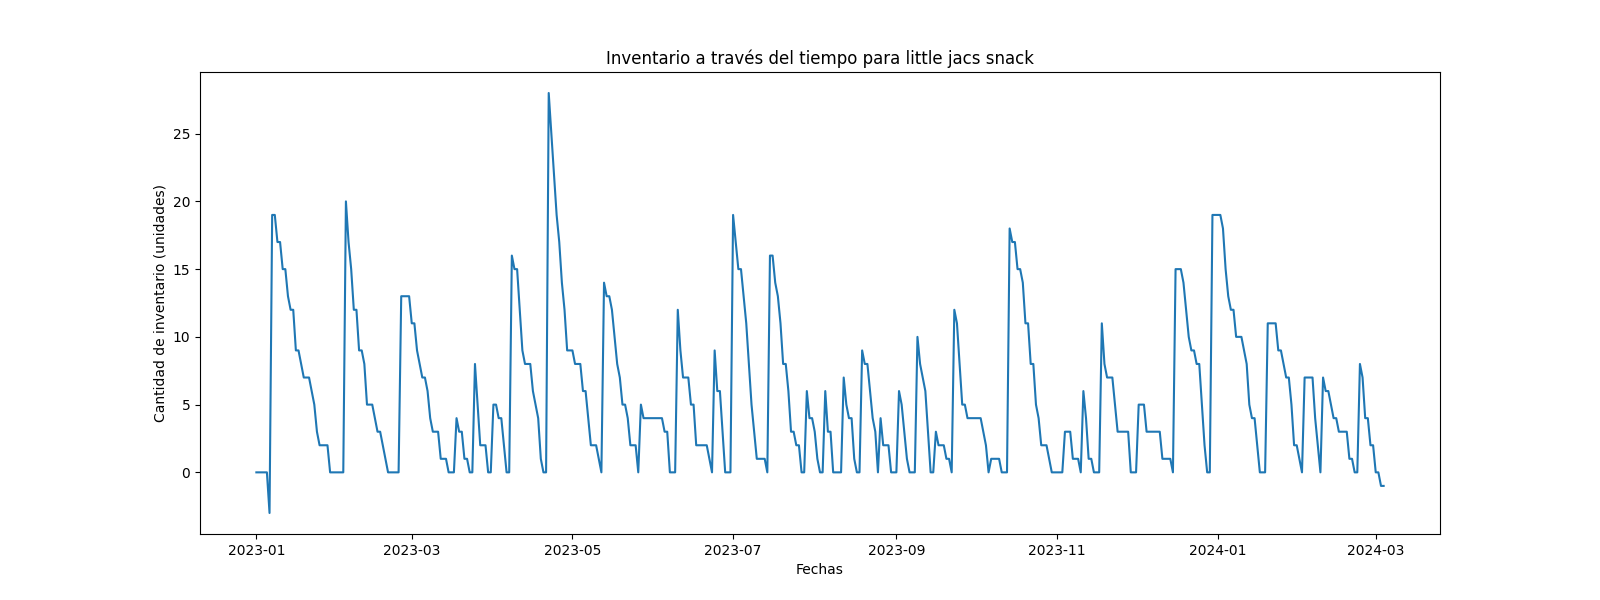 Inventario a través del tiempo para little jacs snack
Cantidad de inventario (unidades)
25
20
15
10
5
0
2023-01 2023-03 2023-05 2023-07 2023-09 2023-11 2024-01 2024-03
Fechas